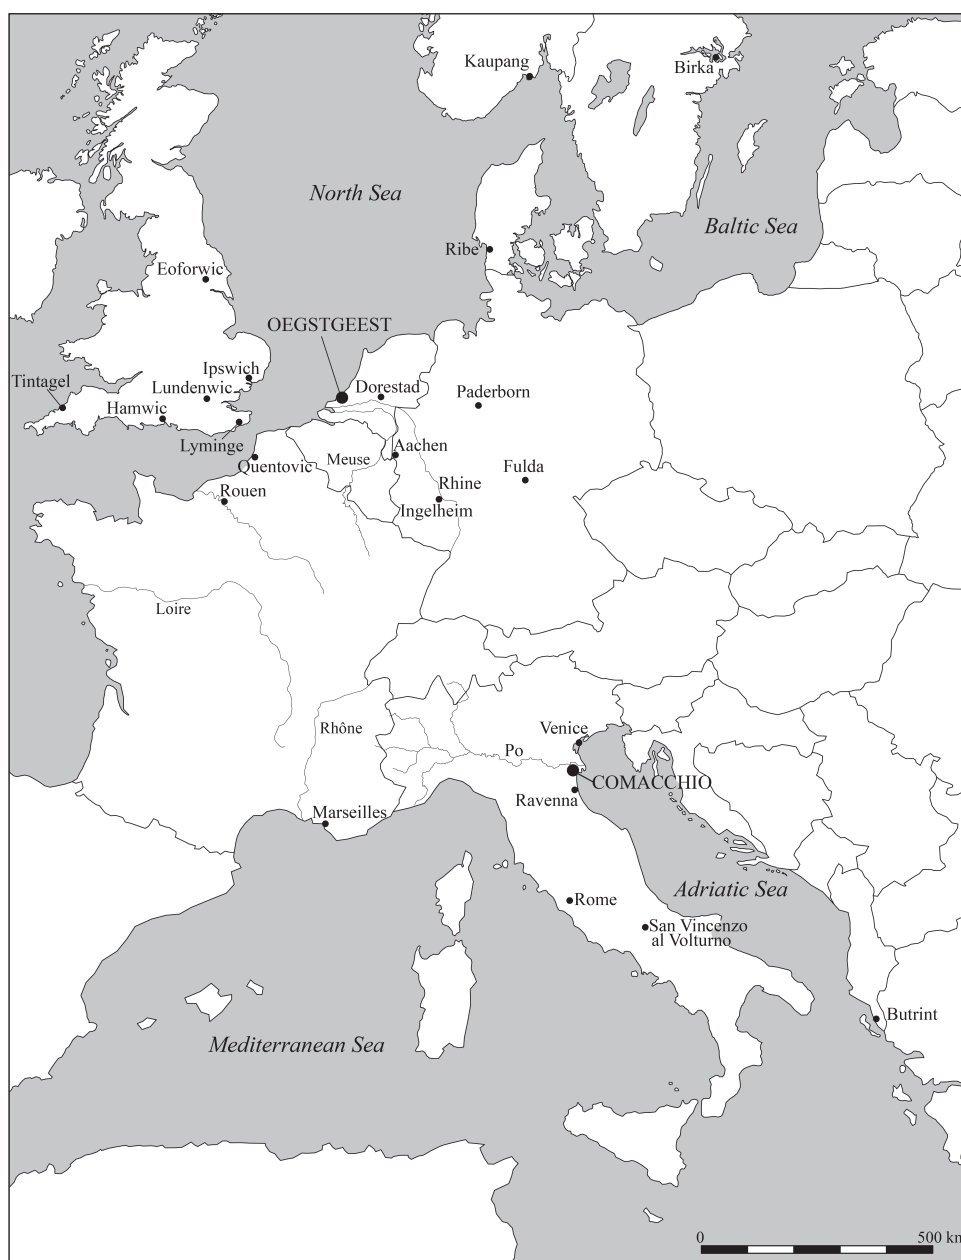 Kaupang
Birka
North Sea
Baltic Sea
Ribe
Eoforwic
OEGSTGEEST
Ipswich
Tintagel
Lundenwic
Dorestad
Paderborn
Hamwic
Lyminge
Aachen
Quentovic
Meuse
Fulda
Rouen
Rhine
Ingelheim
Loire
Rhône
Venice
Po
COMACCHIO
Ravenna
Marseilles
Adriatic Sea
Rome
San Vincenzo
al Volturno
Butrint
Mediterranean Sea
0 500 km